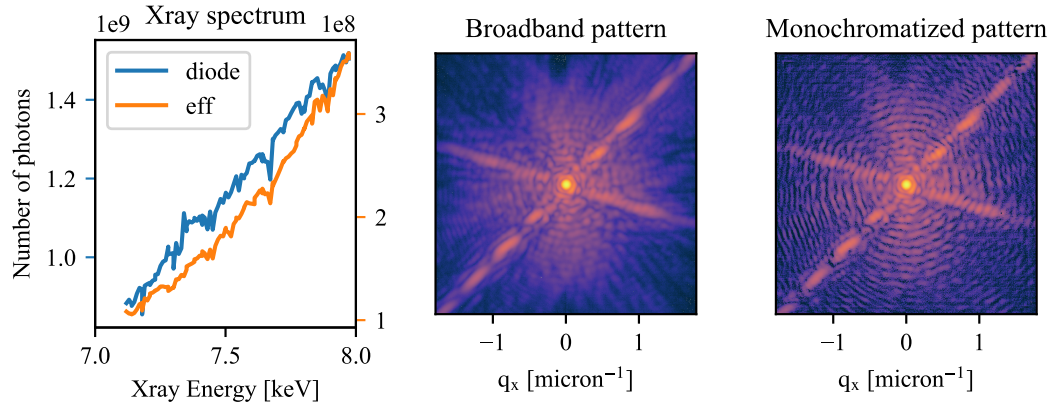 Xray spectrum
1e9
1e8
diode
eff
Number of photons
1.4
1.2
1.0
3
2
1
7.0
7.5
8.0
Xray Energy [keV]
Broadband pattern
−1
0
1
qₓ [micron⁻¹]
Monochromatized pattern
−1
0
1
qₓ [micron⁻¹]